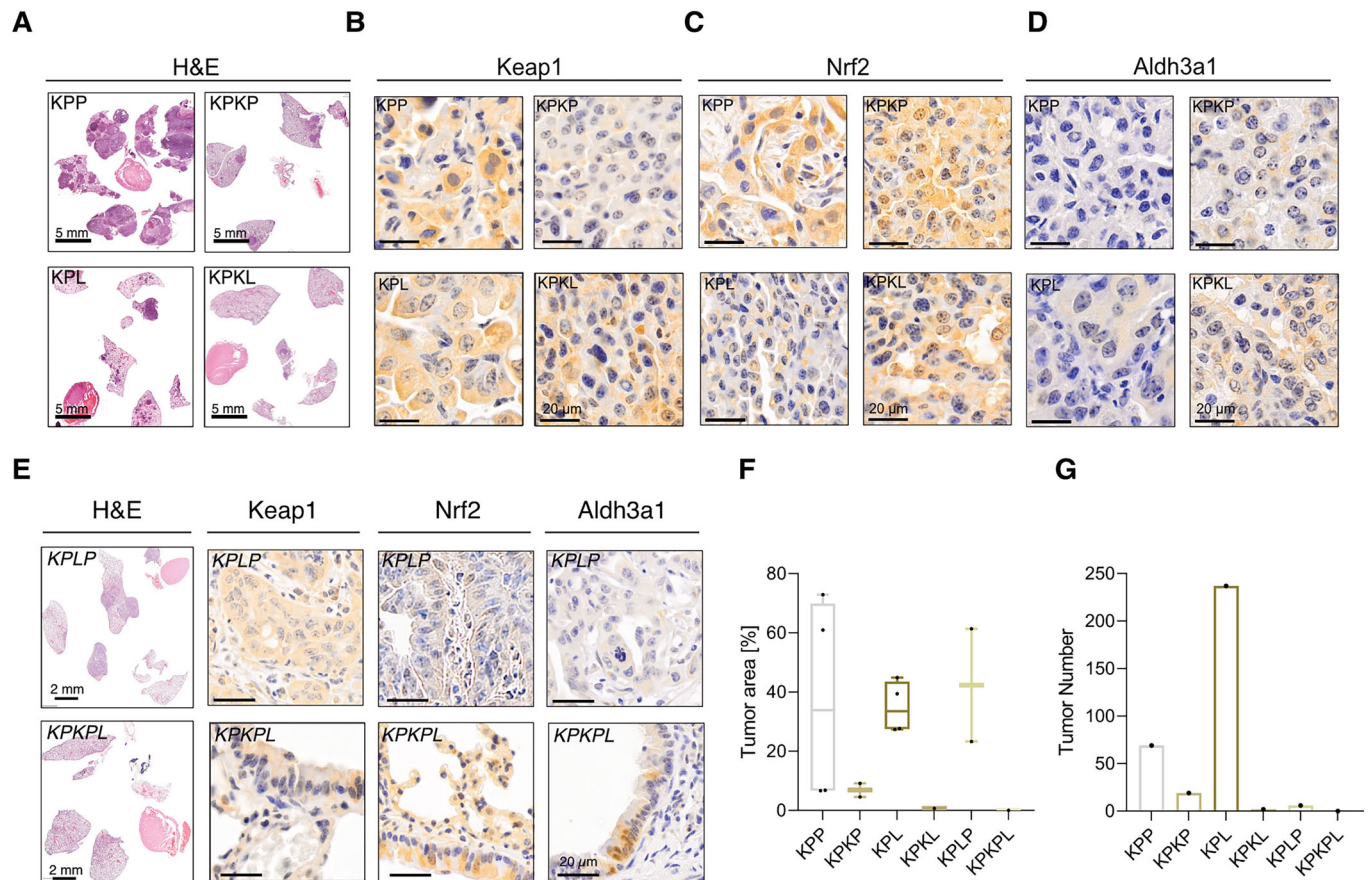 A
B
C
D
H&E
Keap1
Nrf2
Aldh3a1
KPP
KPKP
KPP
KPKP
KPP
KPKP
KPP
KPKP
5 mm
5 mm
KPL
KPKL
KPL
KPKL
KPL
KPKL
KPL
KPKL
5 mm
5 mm
20 µm
20 µm
20 µm
E
F
G
H&E
Keap1
Nrf2
Aldh3a1
KPLP
KPLP
KPLP
KPLP
2 mm
KPKPL
KPKPL
KPKPL
KPKPL
2 mm
20 µm
Tumor area [%]
80
60
40
20
0
KPP
KPKP
KPL
KPKL
KPLP
KPKPL
Tumor Number
250
200
150
100
50
0
KPP
KPKP
KPL
KPKL
KPLP
KPKPL